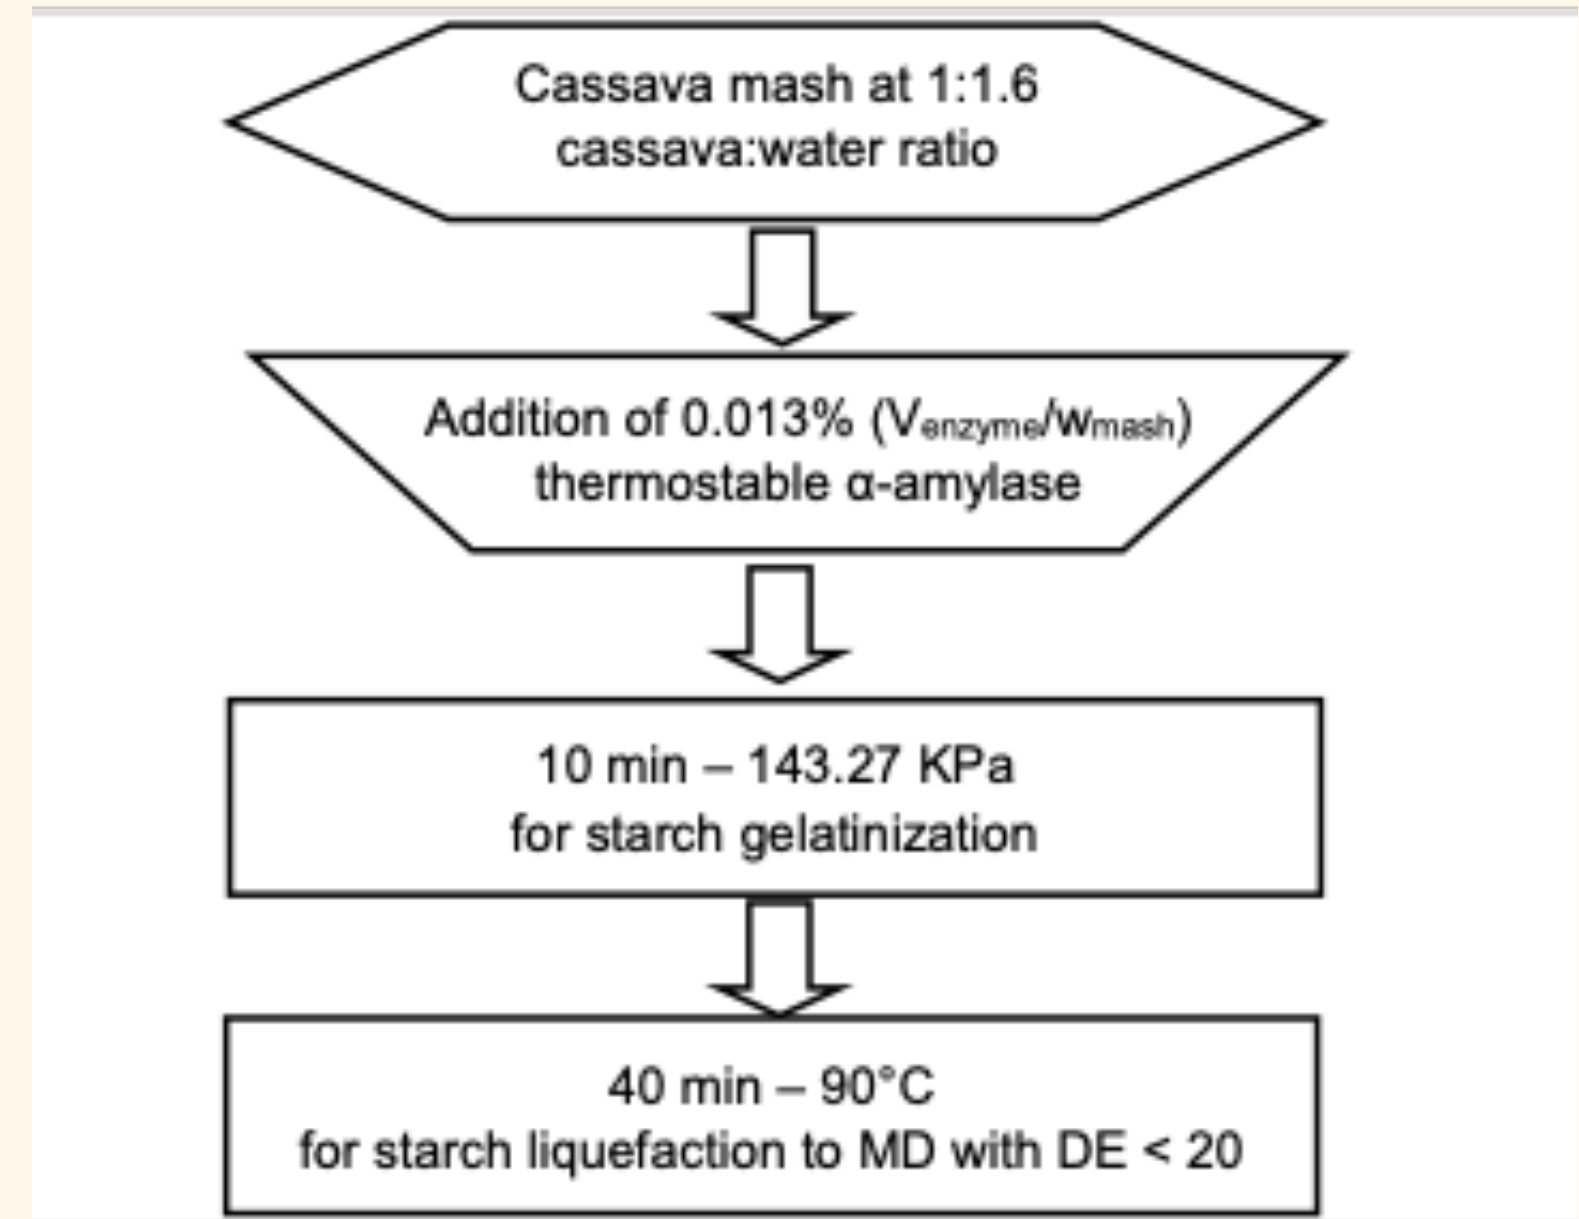 Cassava mash at 1:1.6
cassava:water ratio
Addition of 0.013% (Venzyme/wmash)
thermostable α-amylase
10 min – 143.27 KPa
for starch gelatinization
40 min – 90°C
for starch liquefaction to MD with DE < 20